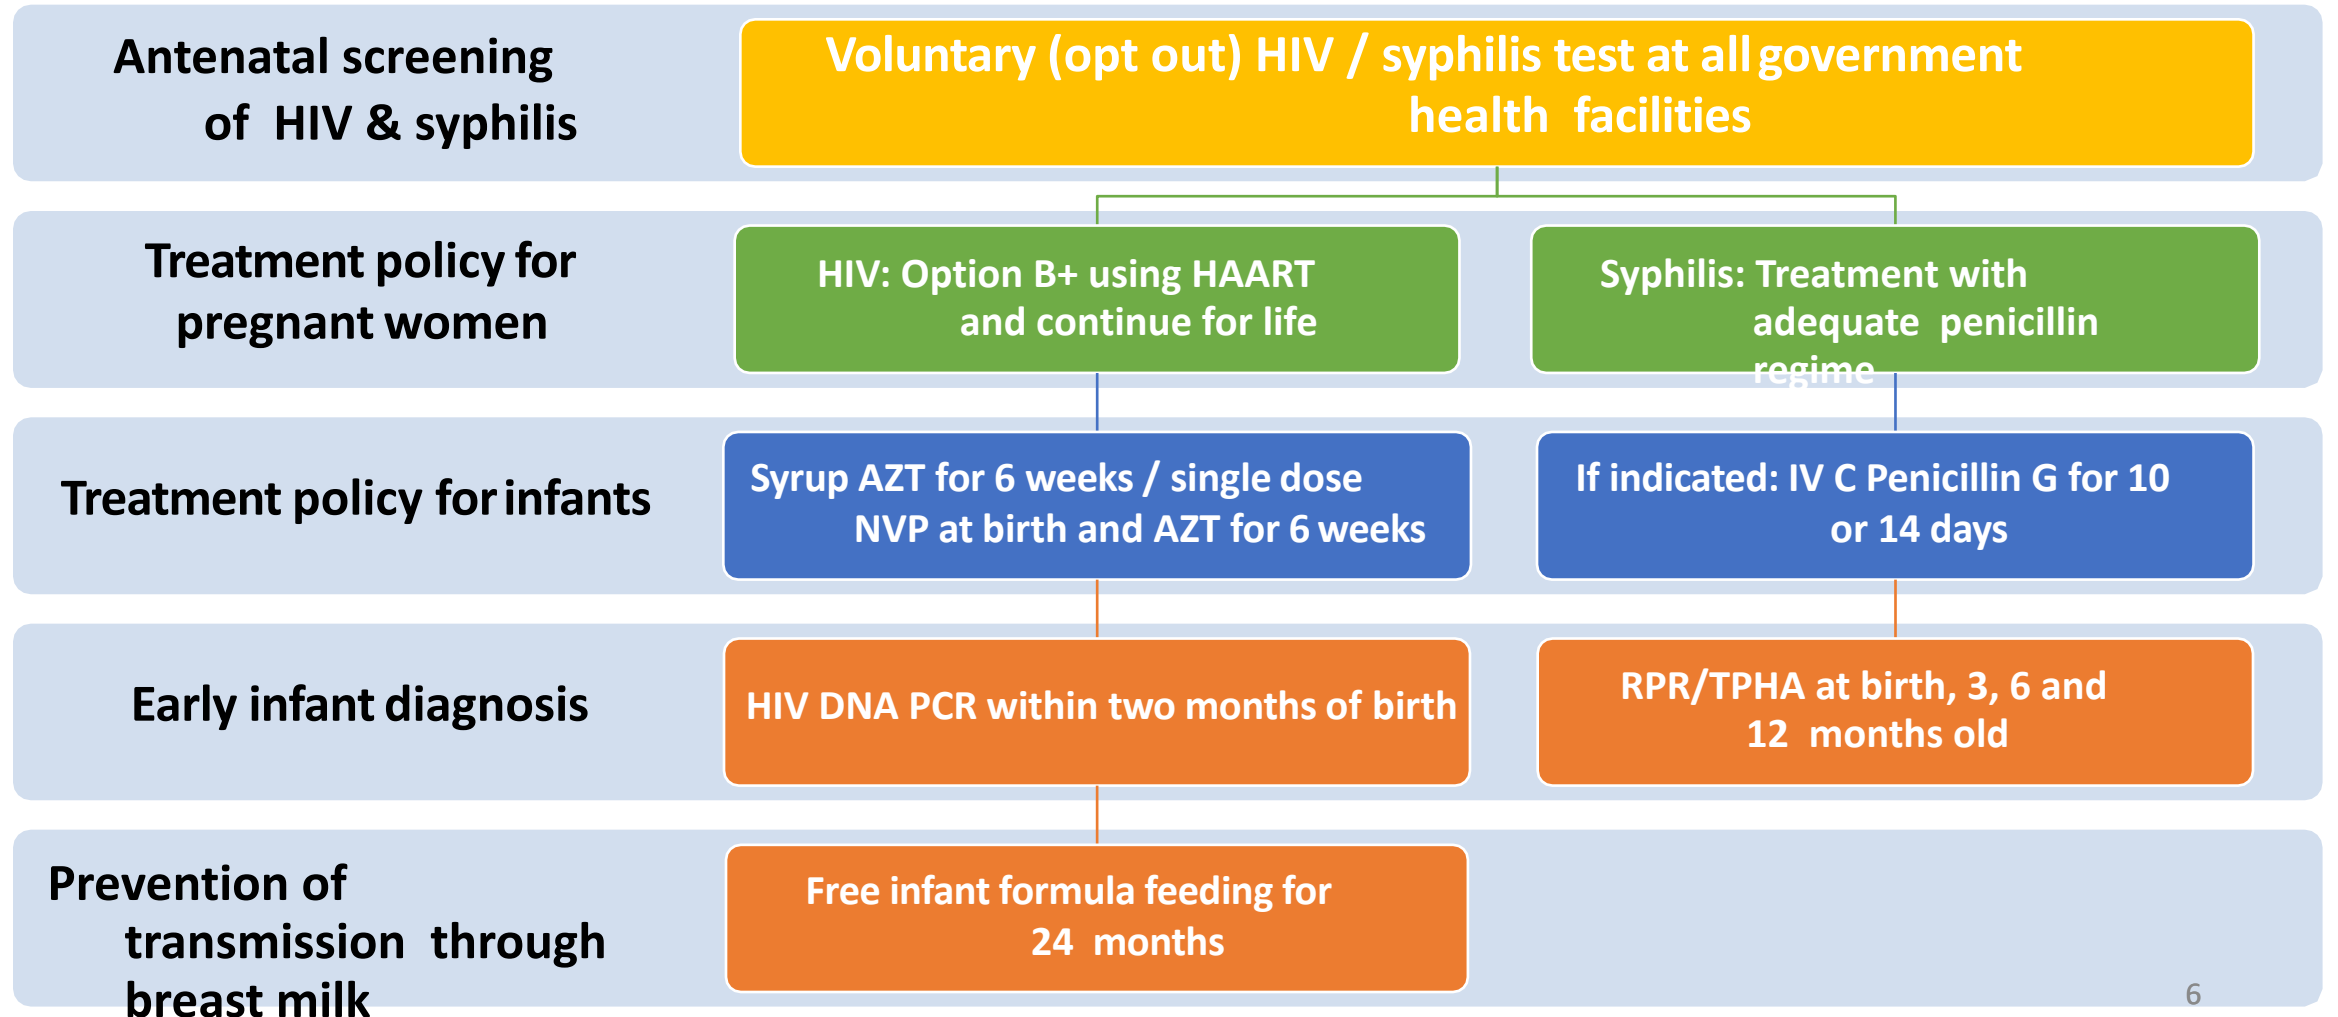 Antenatal screening
of HIV & syphilis
Voluntary (opt out) HIV / syphilis test at all government
health facilities
Treatment policy for
pregnant women
HIV: Option B+ using HAART
and continue for life
Syphilis: Treatment with
adequate penicillin
regime
Treatment policy for infants
Syrup AZT for 6 weeks / single dose
NVP at birth and AZT for 6 weeks
If indicated: IV C Penicillin G for 10
or 14 days
Early infant diagnosis
HIV DNA PCR within two months of birth
RPR/TPHA at birth, 3, 6 and
12 months old
Prevention of
transmission through
breast milk
Free infant formula feeding for
24 months
6